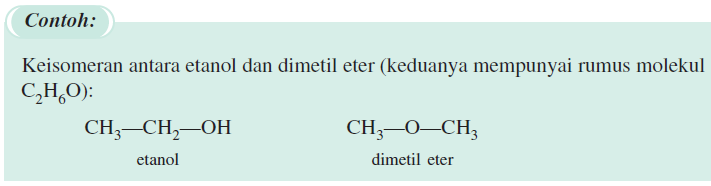 Contoh:
Keisomeran antara etanol dan dimetil eter (keduanya mempunyai rumus molekul
C₂H₆O):
CH₃—CH₂—OH CH₃—O—CH₃
etanol dimetil eter